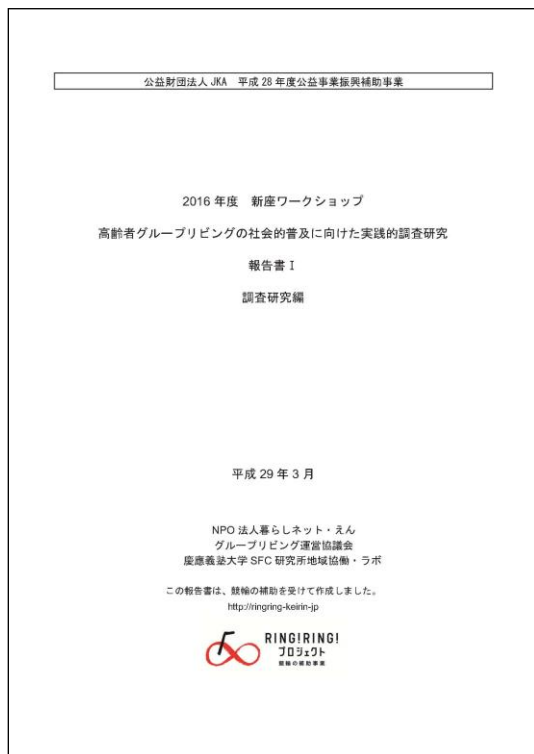 公益財団法人 JKA 平成 28 年度公益事業振興補助事業
2016 年度 新座ワークショップ
高齢者グループリビングの社会的普及に向けた実践的調査研究
報告書 Ⅰ
調査研究編
平成 29 年 3 月
NPO 法人暮らしネット・えん
グループリビング運営協議会
慶應義塾大学 SFC 研究所地域協働・ラボ
この報告書は、競輪の補助を受けて作成しました。
http://ringring-keirin-jp
RING!RING!
プロジェクト
競輪の補助事業